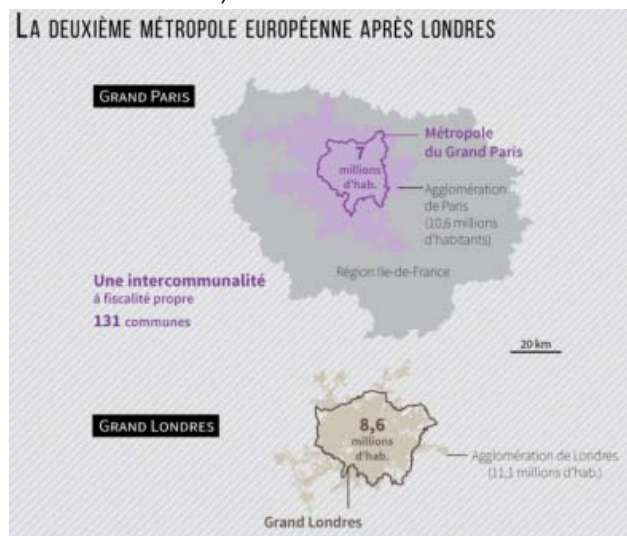 LA DEUXIÈME MÉTROPOLE EUROPÉENNE APRÈS LONDRES
GRAND PARIS
Métropole
du Grand Paris
7
millions
d'hab.
Agglomération
de Paris
(10,6 millions
d'habitants)
Région Ile-de-France
Une intercommunalité
à fiscalité propre
131 communes
20 km
GRAND LONDRES
8,6
millions
d'hab.
Agglomération de Londres
(11,1 millions d'hab.)
Grand Londres